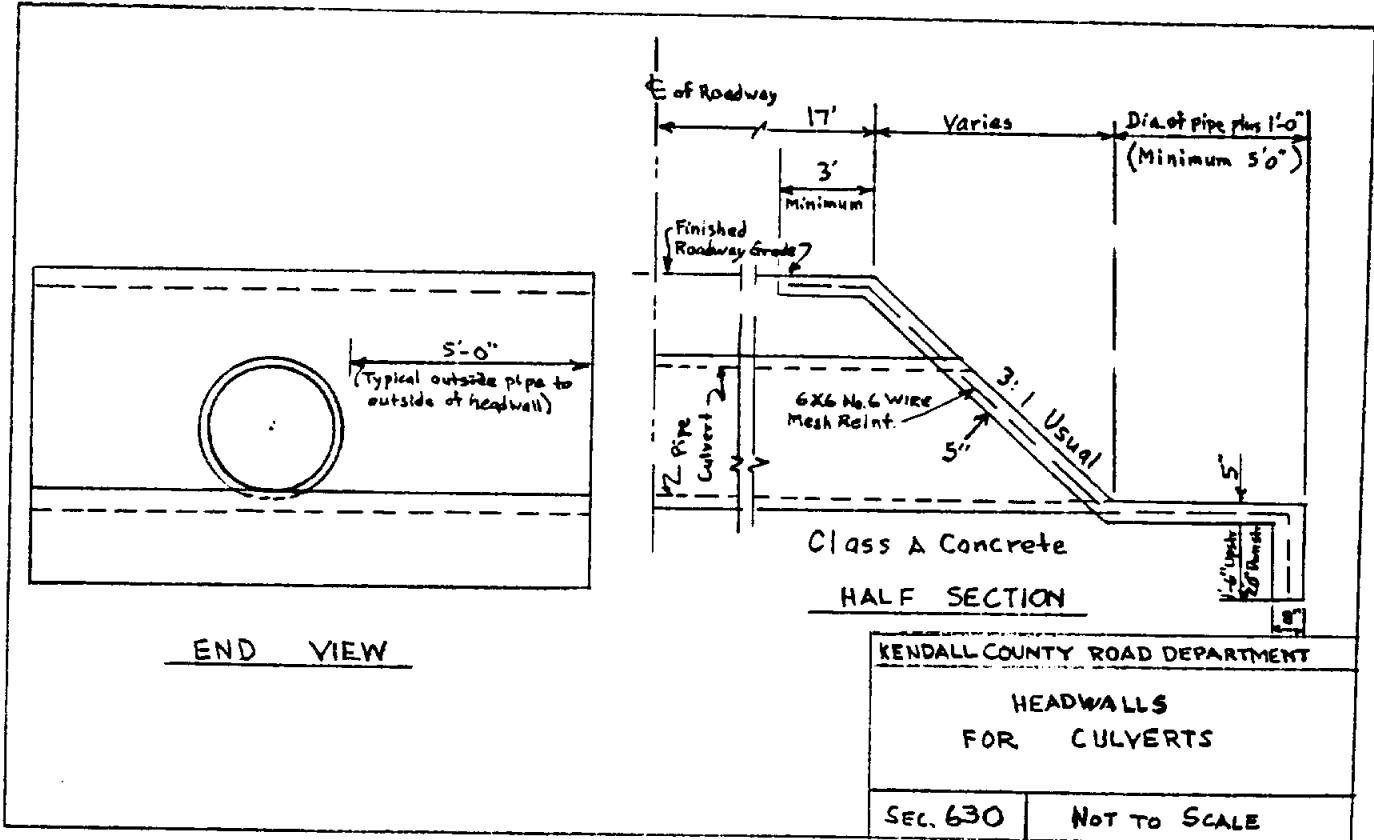 ℄ of Roadway
17'
Varies
Dia. of pipe plus 1'-0"
(Minimum 5'0")
3'
Minimum
Finished
Roadway Grade
5'-0"
(Typical outside pipe to
outside of headwall)
Pipe
Culvert
6X6 No. 6 WIRE
Mesh Reinf.
5"
3:1 Usual
5"
1'-6" Upstr
Dwnstr
Class A Concrete
HALF SECTION
END VIEW
KENDALL COUNTY ROAD DEPARTMENT
HEADWALLS
FOR CULVERTS
SEC. 630
NOT TO SCALE